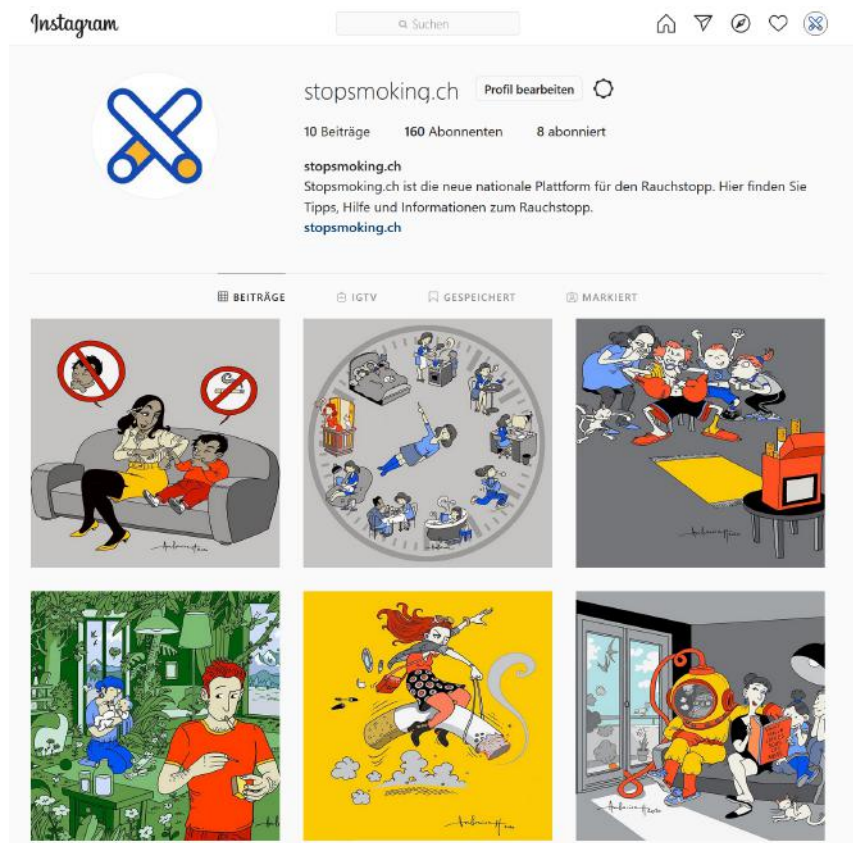 Instagram
Suchen
stopsmoking.ch Profil bearbeiten
10 Beiträge 160 Abonnenten 8 abonniert
stopsmoking.ch
Stopsmoking.ch ist die neue nationale Plattform für den Rauchstopp. Hier finden Sie
Tipps, Hilfe und Informationen zum Rauchstopp.
stopsmoking.ch
BEITRÄGE IGTV GESPEICHERT MARKIERT